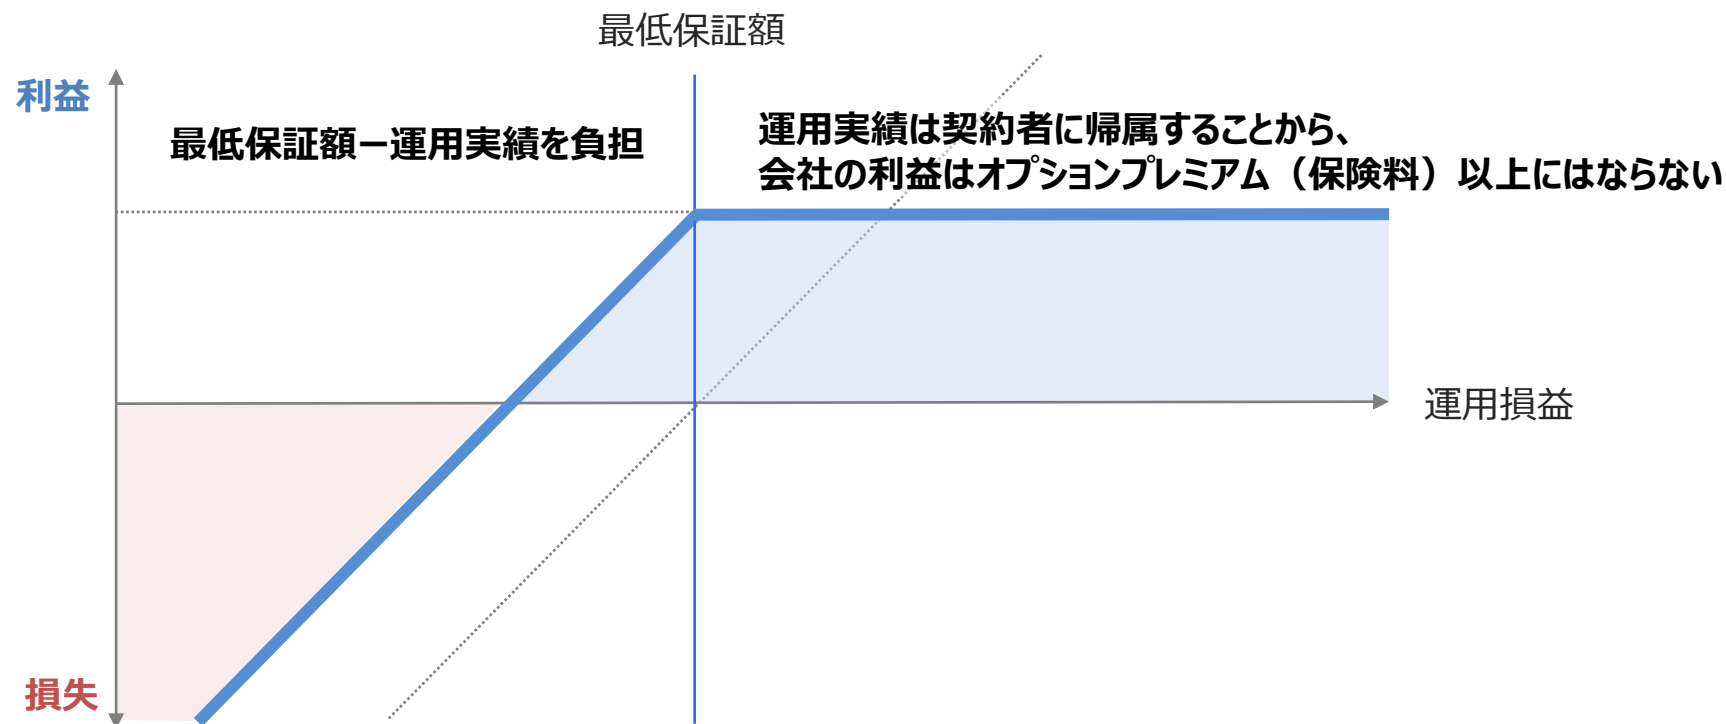 最低保証額
利益
最低保証額－運用実績を負担
運用実績は契約者に帰属することから、
会社の利益はオプションプレミアム（保険料）以上にはならない
運用損益
損失